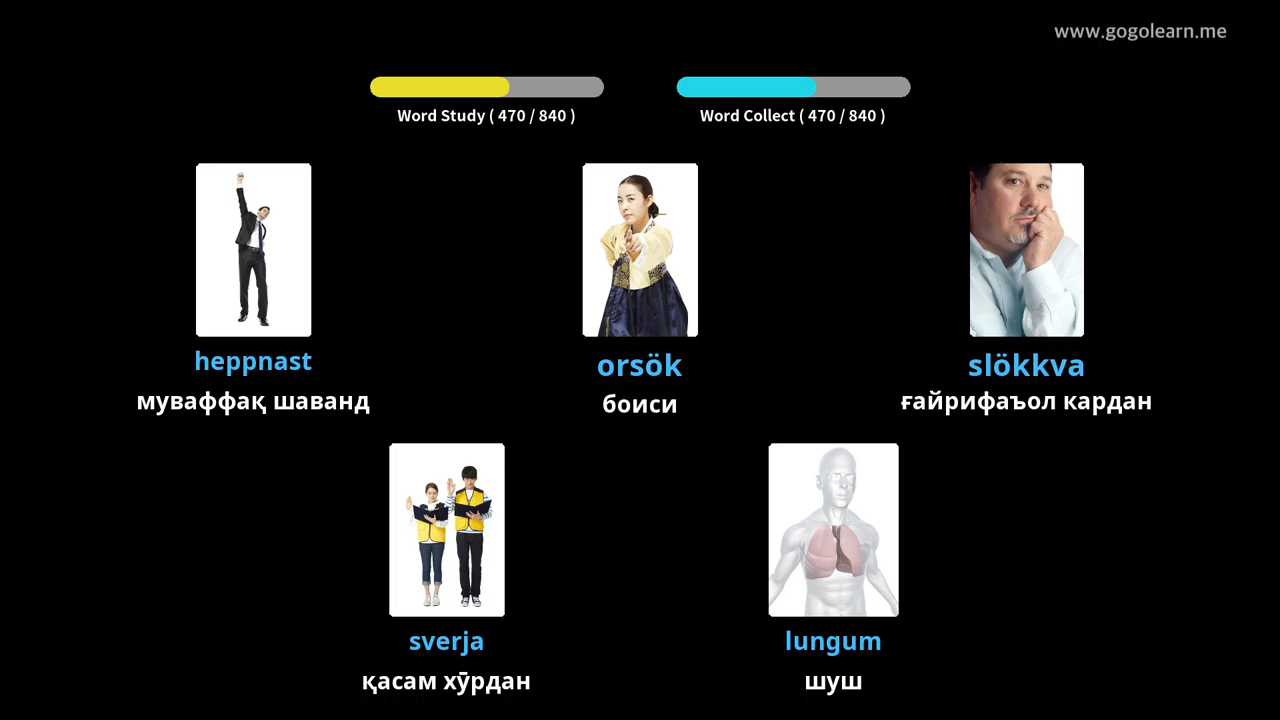 www.gogolearn.me
Word Study ( 470 / 840 )
Word Collect ( 470 / 840 )
heppnast
муваффақ шаванд
orsök
боиси
slökkva
ғайрифаъол кардан
sverja
қасам хӯрдан
lungum
шуш